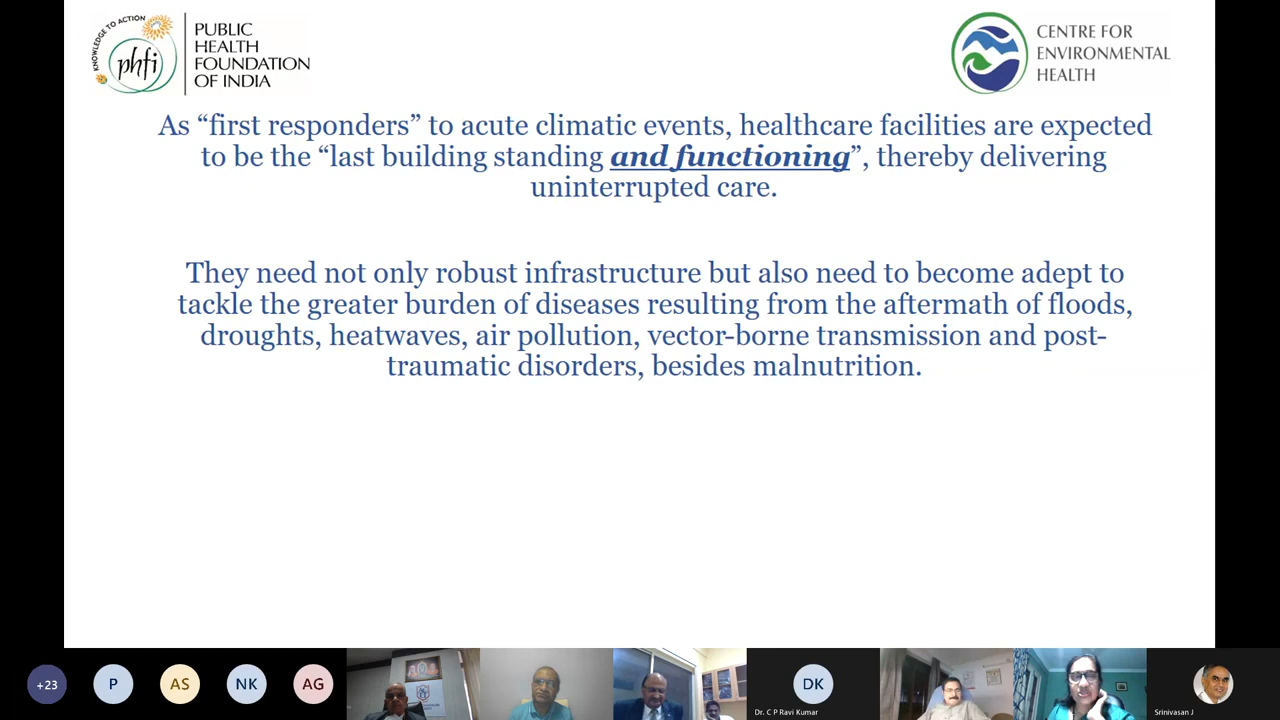 KNOWLEDGE TO ACTION
phfi
PUBLIC
HEALTH
FOUNDATION
OF INDIA
CENTRE FOR
ENVIRONMENTAL
HEALTH
As “first responders” to acute climatic events, healthcare facilities are expected
to be the “last building standing and functioning”, thereby delivering
uninterrupted care.
They need not only robust infrastructure but also need to become adept to
tackle the greater burden of diseases resulting from the aftermath of floods,
droughts, heatwaves, air pollution, vector-borne transmission and post-
traumatic disorders, besides malnutrition.
+23
P
AS
NK
AG
DK
Dr. C P Ravi Kumar
Srinivasan J